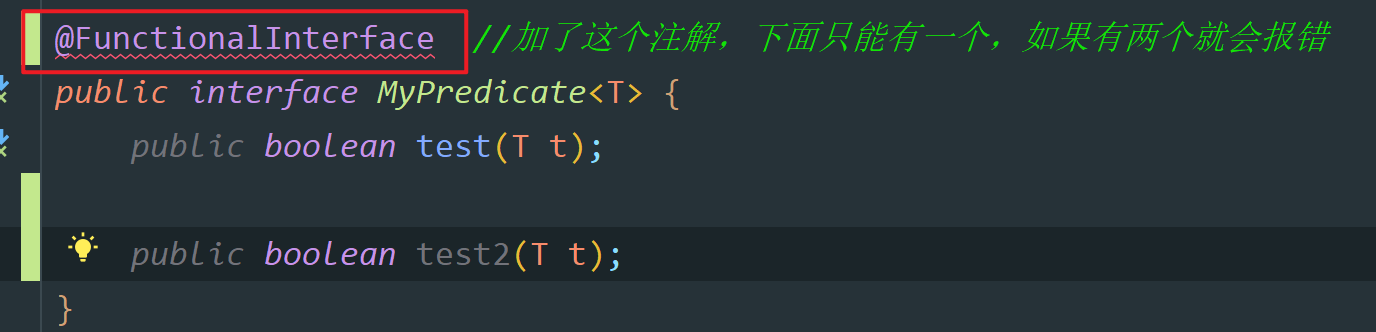 @FunctionalInterface //加了这个注解，下面只能有一个，如果有两个就会报错
public interface MyPredicate<T> {
    public boolean test(T t);
    public boolean test2(T t);
}